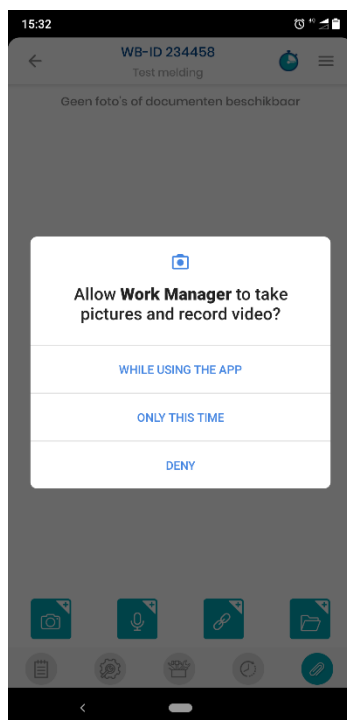 15:32
WB-ID 234458
Test melding
Geen foto's of documenten beschikbaar
Allow Work Manager to take
pictures and record video?
WHILE USING THE APP
ONLY THIS TIME
DENY